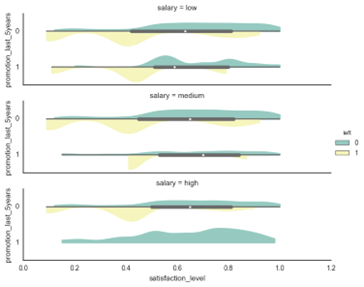 salary = low
promotion_last_5years
0
1
salary = medium
promotion_last_5years
0
1
left
0
1
salary = high
promotion_last_5years
0
1
0.0 0.2 0.4 0.6 0.8 1.0 1.2
satisfaction_level